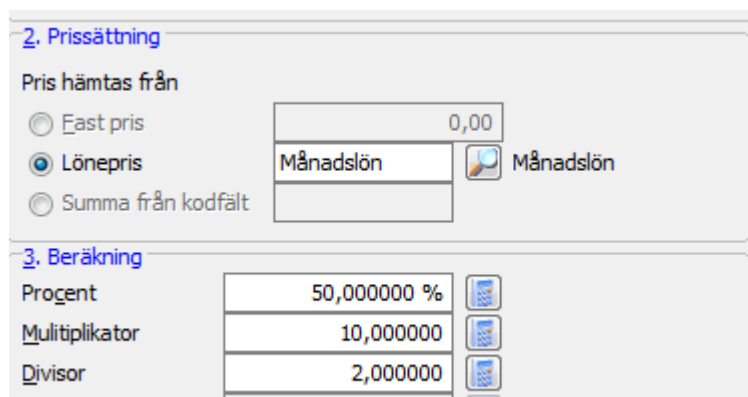 2. Prissättning
Pris hämtas från
Fast pris 0,00
Lönepris Månadslön Månadslön
Summa från kodfält
3. Beräkning
Procent 50,000000 %
Mulitiplikator 10,000000
Divisor 2,000000